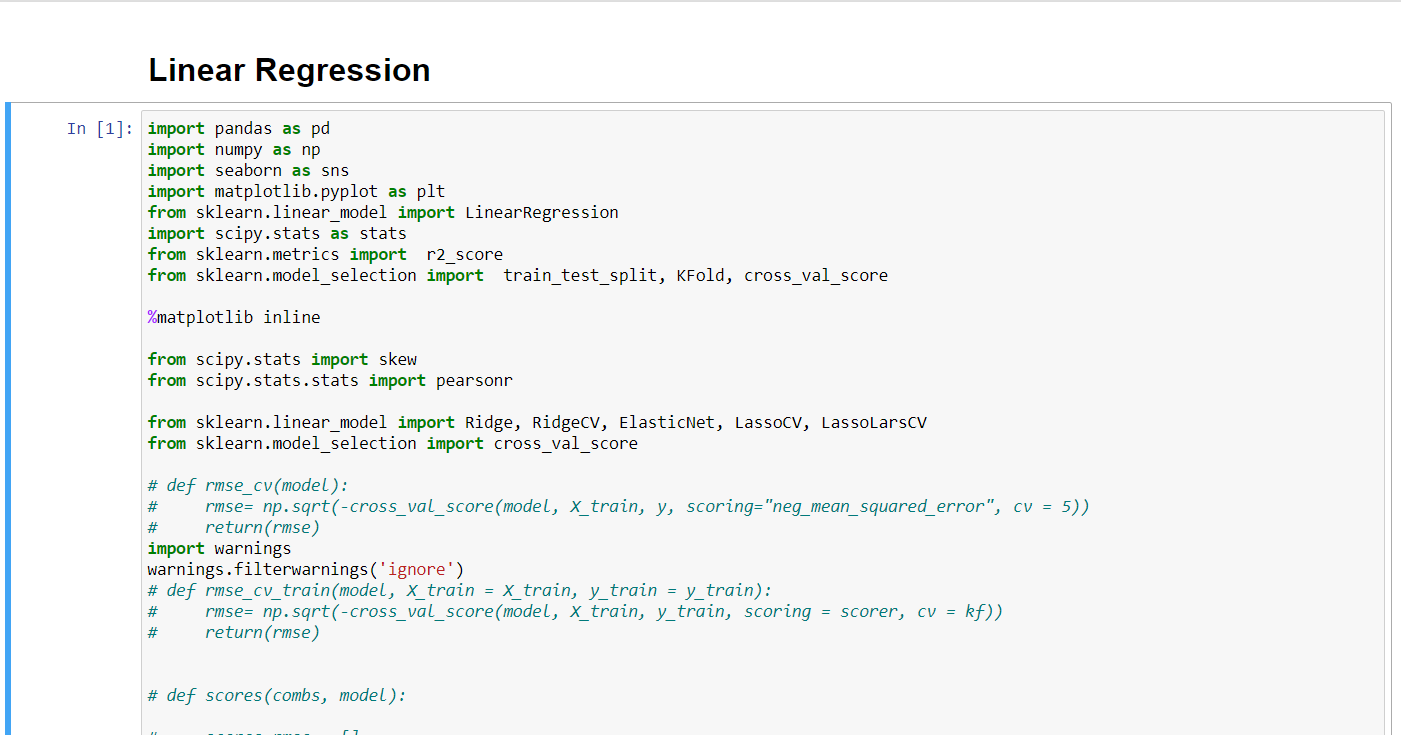 Linear Regression
In [1]:
import pandas as pd
import numpy as np
import seaborn as sns
import matplotlib.pyplot as plt
from sklearn.linear_model import LinearRegression
import scipy.stats as stats
from sklearn.metrics import  r2_score
from sklearn.model_selection import  train_test_split, KFold, cross_val_score
%matplotlib inline
from scipy.stats import skew
from scipy.stats.stats import pearsonr
from sklearn.linear_model import Ridge, RidgeCV, ElasticNet, LassoCV, LassoLarsCV
from sklearn.model_selection import cross_val_score
# def rmse_cv(model):
#     rmse= np.sqrt(-cross_val_score(model, X_train, y, scoring="neg_mean_squared_error", cv = 5))
#     return(rmse)
import warnings
warnings.filterwarnings('ignore')
# def rmse_cv_train(model, X_train = X_train, y_train = y_train):
#     rmse= np.sqrt(-cross_val_score(model, X_train, y_train, scoring = scorer, cv = kf))
#     return(rmse)
# def scores(combs, model):